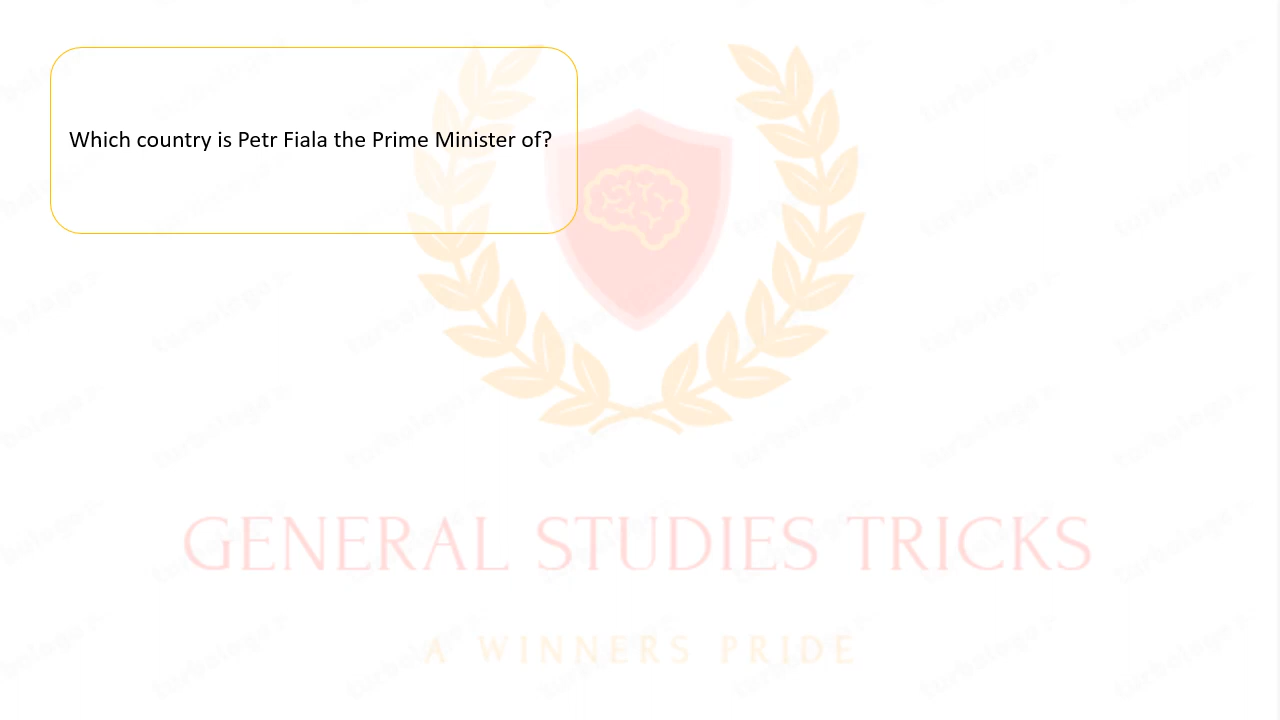 Which country is Petr Fiala the Prime Minister of?
GENERAL STUDIES TRICKS
A WINNERS PRIDE